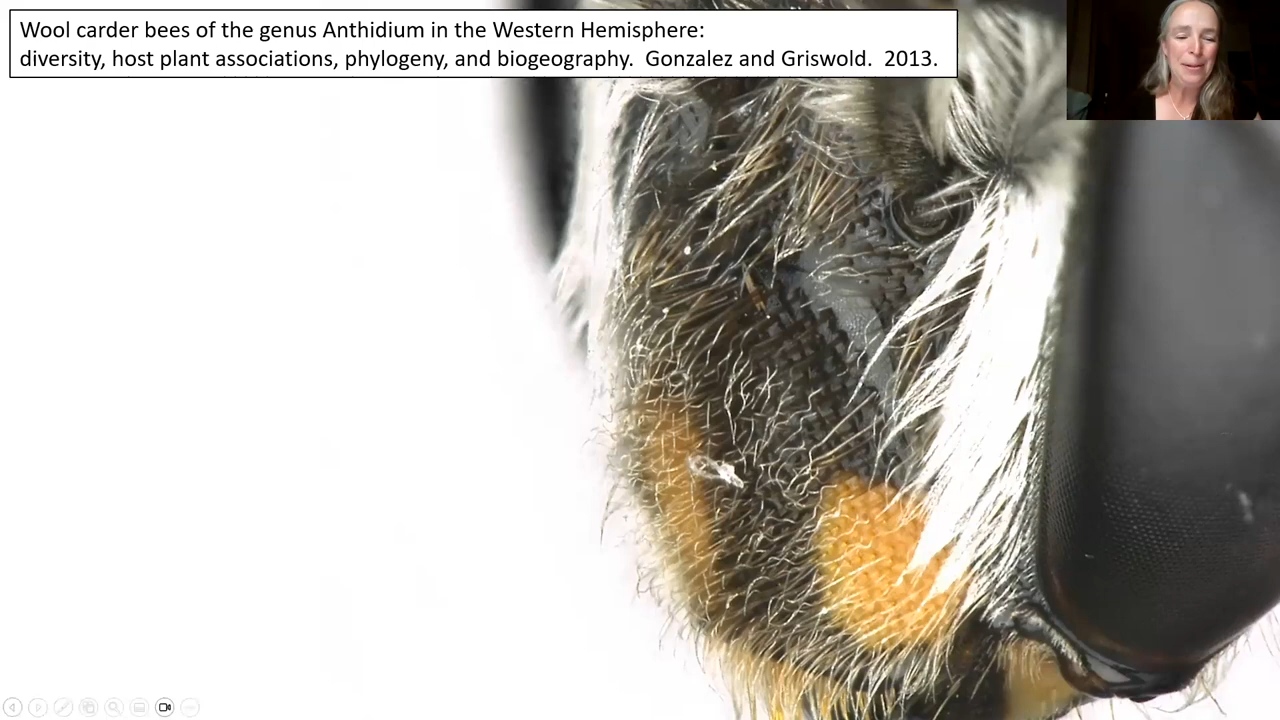 Wool carder bees of the genus Anthidium in the Western Hemisphere:
diversity, host plant associations, phylogeny, and biogeography.  Gonzalez and Griswold.  2013.